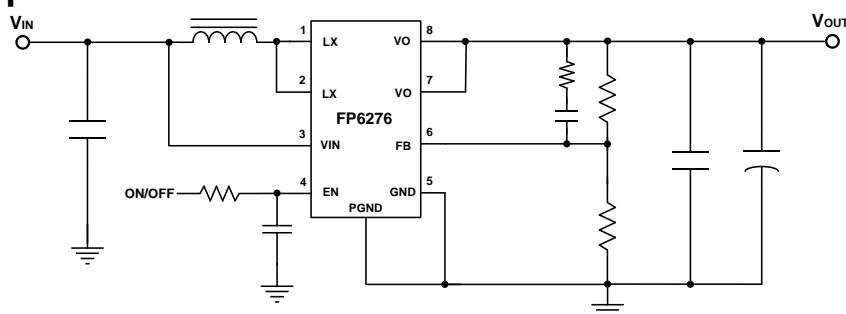 VIN
VOUT
1
LX
VO
8
2
LX
VO
7
FP6276
3
VIN
FB
6
4
EN
GND
5
ON/OFF
PGND